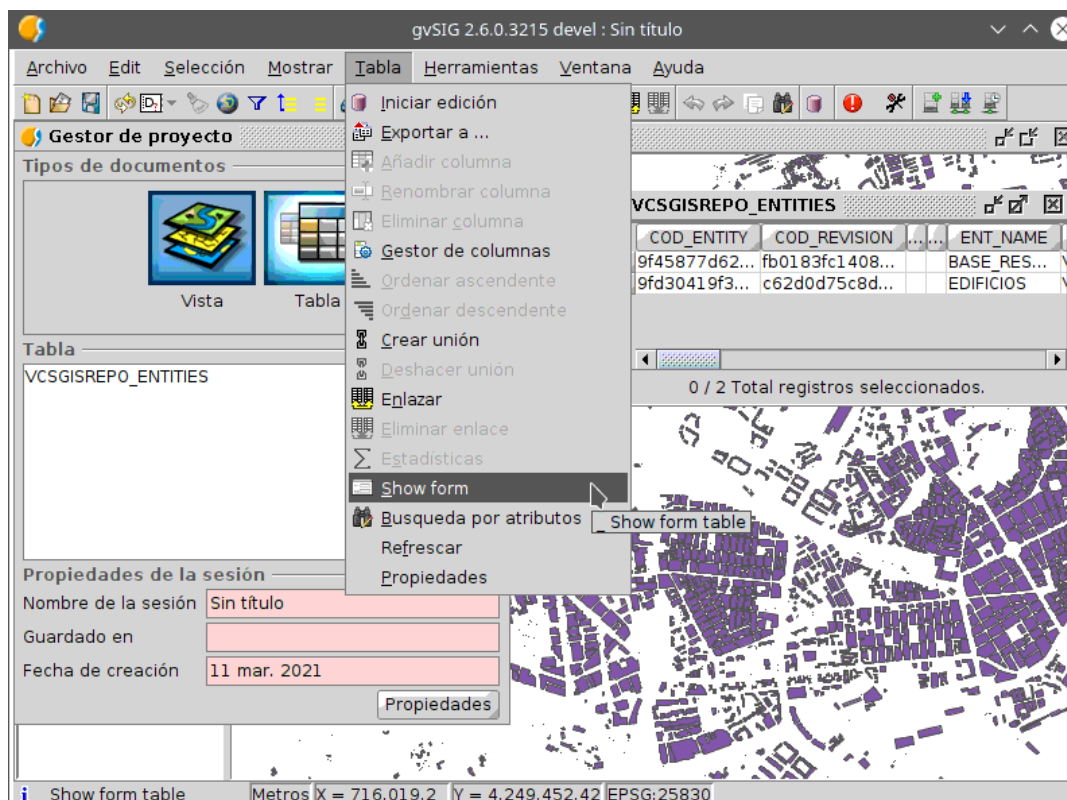 gvSIG 2.6.0.3215 devel : Sin título
Archivo Edit Selección Mostrar Tabla Herramientas Ventana Ayuda
Gestor de proyecto
Tipos de documentos
Vista
Tabla
Tabla
VCSGISREPO_ENTITIES
Propiedades de la sesión
Nombre de la sesión Sin título
Guardado en
Fecha de creación 11 mar. 2021
Propiedades
Iniciar edición
Exportar a ...
Añadir columna
Renombrar columna
Eliminar columna
Gestor de columnas
Ordenar ascendente
Ordenar descendente
Crear unión
Deshacer unión
Enlazar
Eliminar enlace
Estadísticas
Show form
Busqueda por atributos
Refrescar
Propiedades
_Show form table
VCSGISREPO_ENTITIES
COD_ENTITY COD_REVISION ... ... ENT_NAME
9f45877d62... fb0183fc1408... BASE_RES...
9fd30419f3... c62d0d75c8d... EDIFICIOS
0 / 2 Total registros seleccionados.
Show form table Metros X = 716.019,2 Y = 4.249.452,42 EPSG:25830